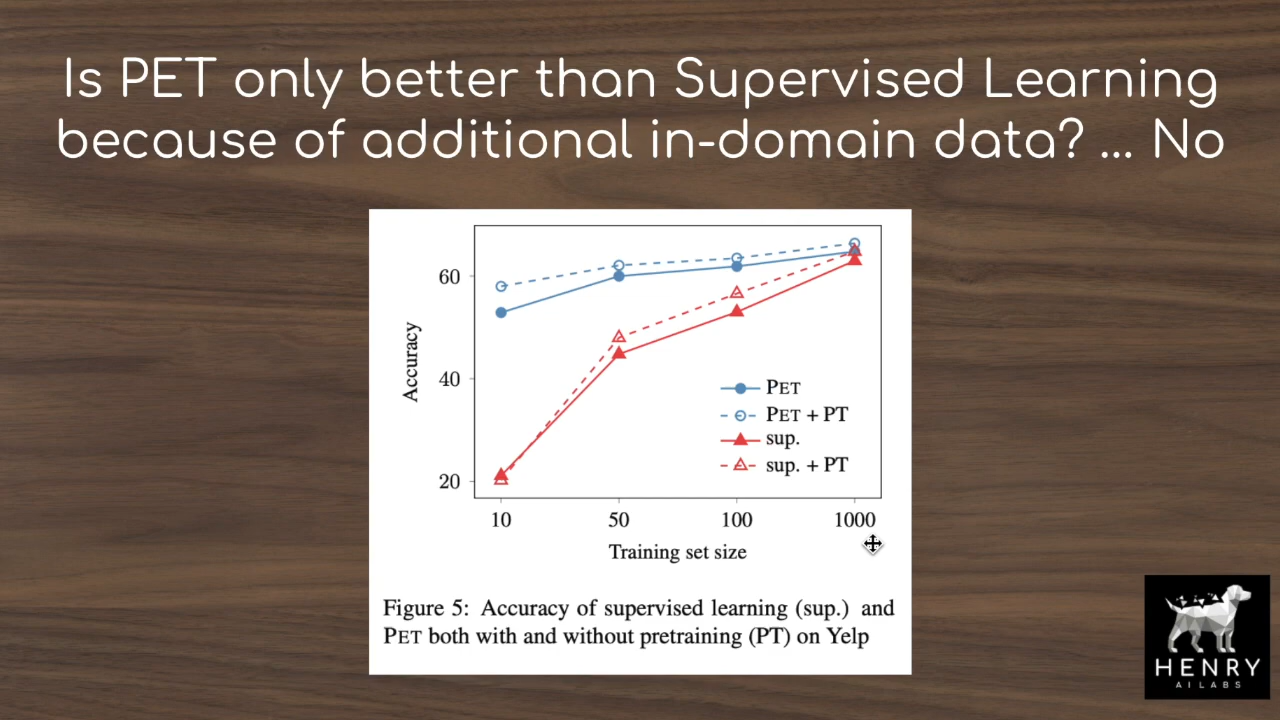 Is PET only better than Supervised Learning
because of additional in-domain data? ... No
60
40
20
Accuracy
PET
PET + PT
sup.
sup. + PT
10 50 100 1000
Training set size
Figure 5: Accuracy of supervised learning (sup.) and
PET both with and without pretraining (PT) on Yelp
HENRY
AI LABS